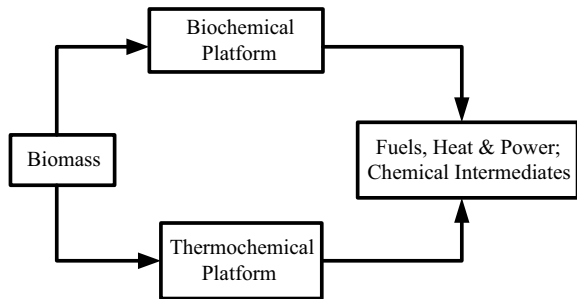 Biochemical
Platform
Biomass
Fuels, Heat & Power;
Chemical Intermediates
Thermochemical
Platform